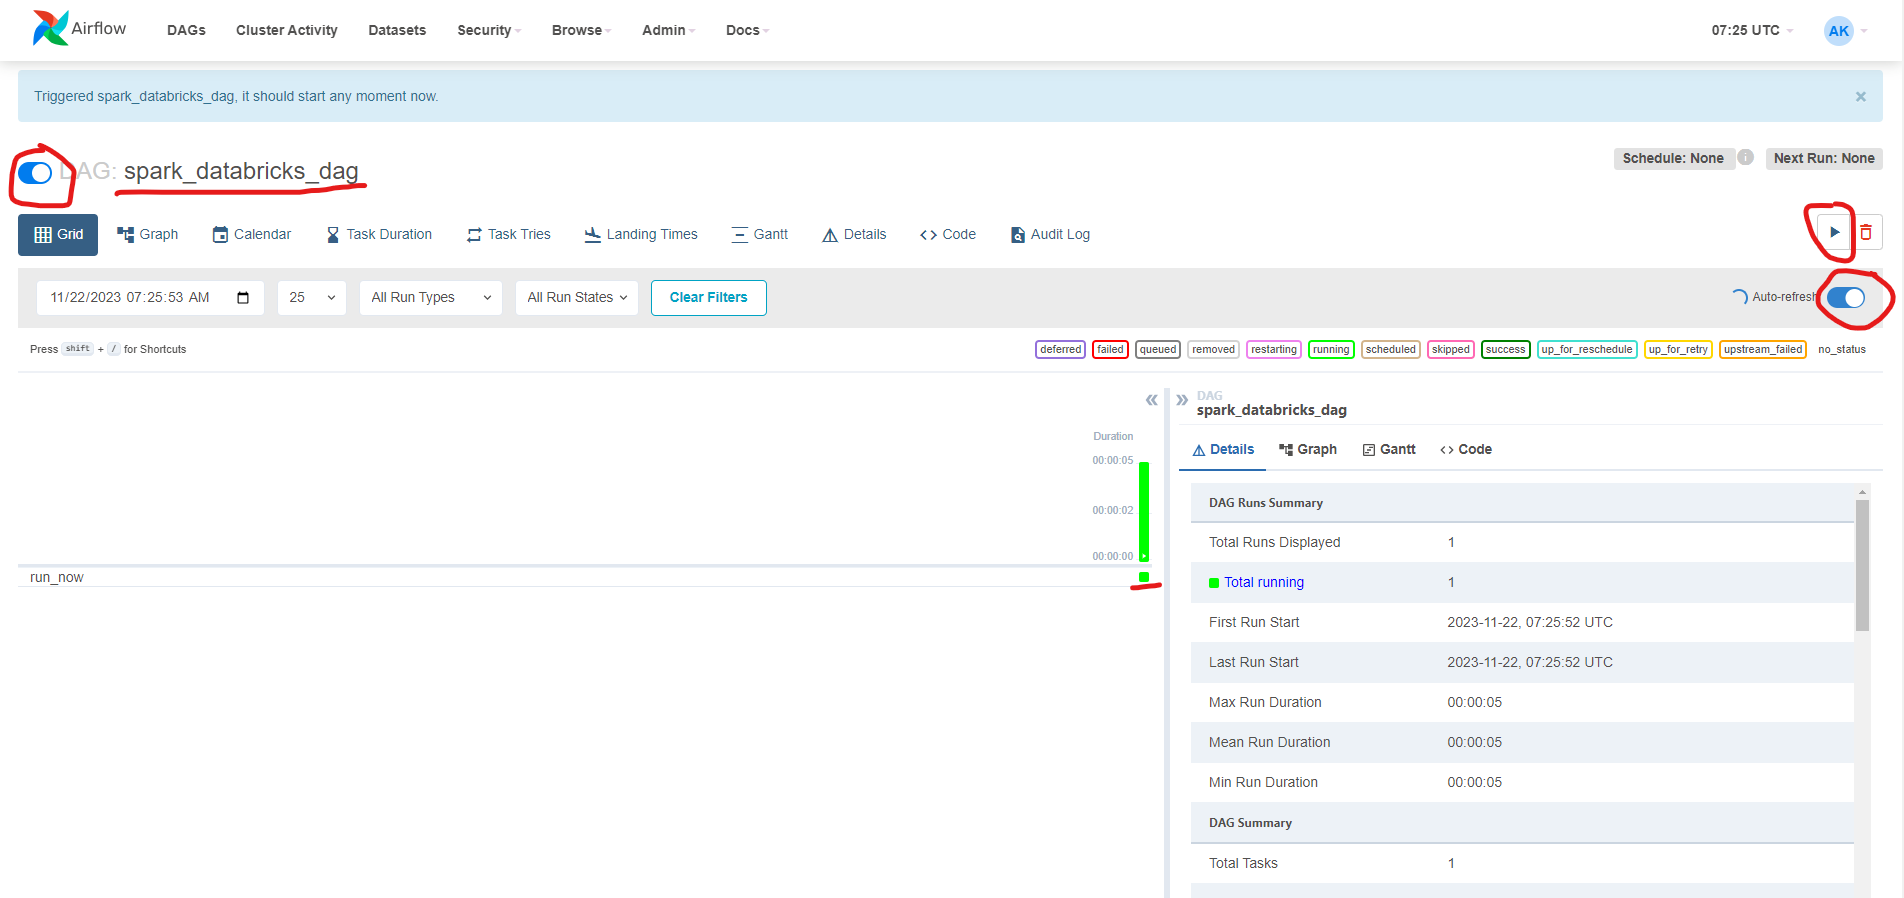 Airflow DAGs Cluster Activity Datasets Security Browse Admin Docs 07:25 UTC AK
Triggered spark_databricks_dag, it should start any moment now. ×
DAG: spark_databricks_dag Schedule: None i Next Run: None
Grid Graph Calendar Task Duration Task Tries Landing Times Gantt Details Code Audit Log
11/22/2023 07:25:53 AM 25 All Run Types All Run States Clear Filters Auto-refresh
Press shift + / for Shortcuts deferred failed queued removed restarting running scheduled skipped success up_for_reschedule up_for_retry upstream_failed no_status
Duration
00:00:05
00:00:02
00:00:00
run_now
DAG
spark_databricks_dag
Details Graph Gantt Code
DAG Runs Summary
Total Runs Displayed 1
Total running 1
First Run Start 2023-11-22, 07:25:52 UTC
Last Run Start 2023-11-22, 07:25:52 UTC
Max Run Duration 00:00:05
Mean Run Duration 00:00:05
Min Run Duration 00:00:05
DAG Summary
Total Tasks 1